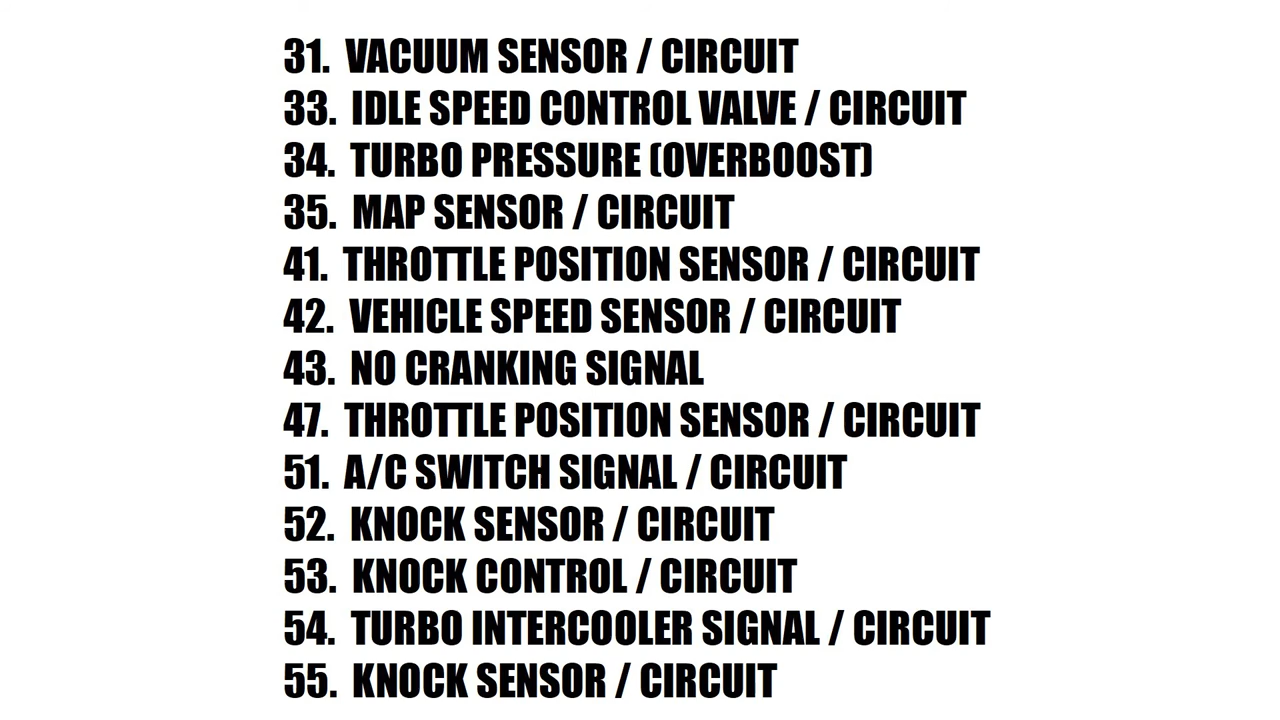 31. VACUUM SENSOR / CIRCUIT
33. IDLE SPEED CONTROL VALVE / CIRCUIT
34. TURBO PRESSURE (OVERBOOST)
35. MAP SENSOR / CIRCUIT
41. THROTTLE POSITION SENSOR / CIRCUIT
42. VEHICLE SPEED SENSOR / CIRCUIT
43. NO CRANKING SIGNAL
47. THROTTLE POSITION SENSOR / CIRCUIT
51. A/C SWITCH SIGNAL / CIRCUIT
52. KNOCK SENSOR / CIRCUIT
53. KNOCK CONTROL / CIRCUIT
54. TURBO INTERCOOLER SIGNAL / CIRCUIT
55. KNOCK SENSOR / CIRCUIT